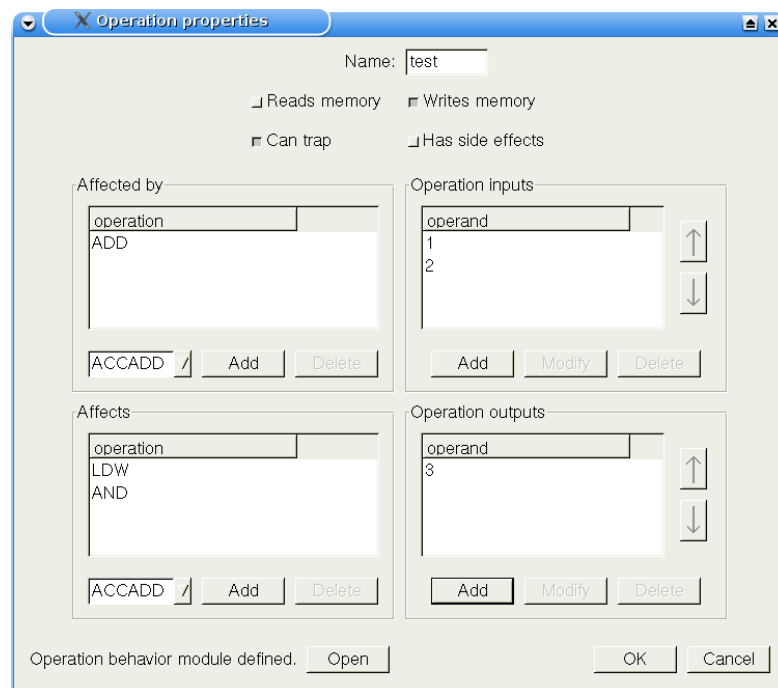 Operation properties
Name: test
Reads memory Writes memory
Can trap Has side effects
Affected by Operation inputs
operation operand
ADD 1
2
ACCADD Add Delete Add Modify Delete
Affects Operation outputs
operation operand
LDW 3
AND
ACCADD Add Delete Add Modify Delete
Operation behavior module defined. Open OK Cancel